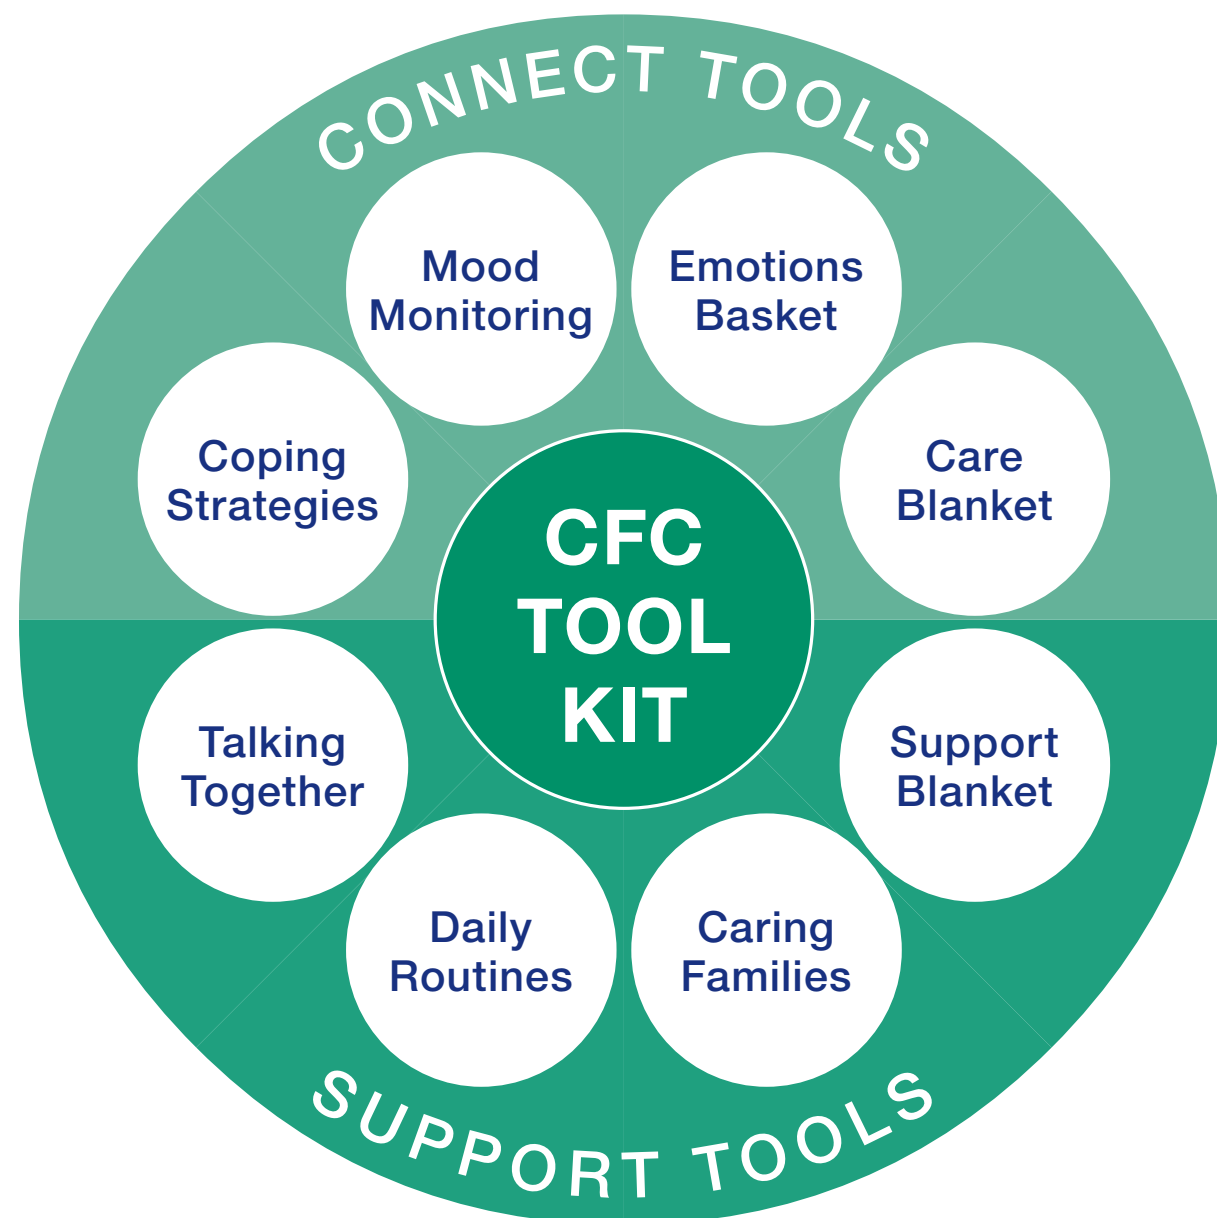 CONNECT TOOLS
Mood
Monitoring
Emotions
Basket
Coping
Strategies
Care
Blanket
CFC
TOOL
KIT
Talking
Together
Support
Blanket
Daily
Routines
Caring
Families
SUPPORT TOOLS